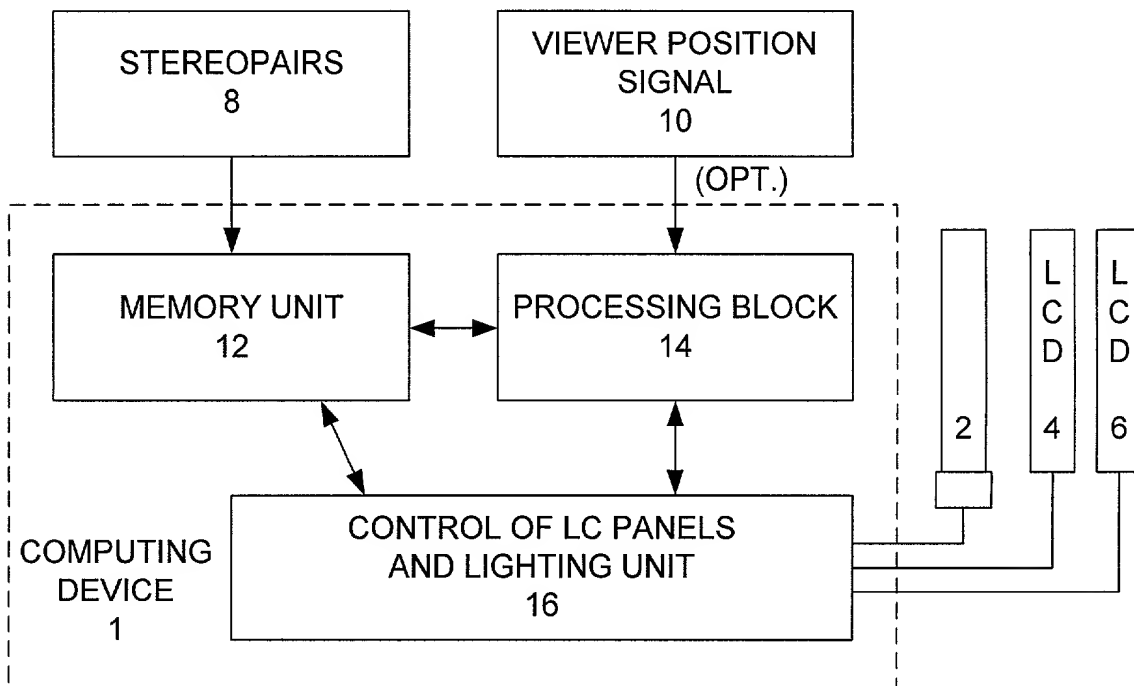 STEREOPAIRS
8
VIEWER POSITION
SIGNAL
10
(OPT.)
MEMORY UNIT
12
PROCESSING BLOCK
14
L
C
D
4
L
C
D
6
2
CONTROL OF LC PANELS
AND LIGHTING UNIT
16
COMPUTING
DEVICE
1